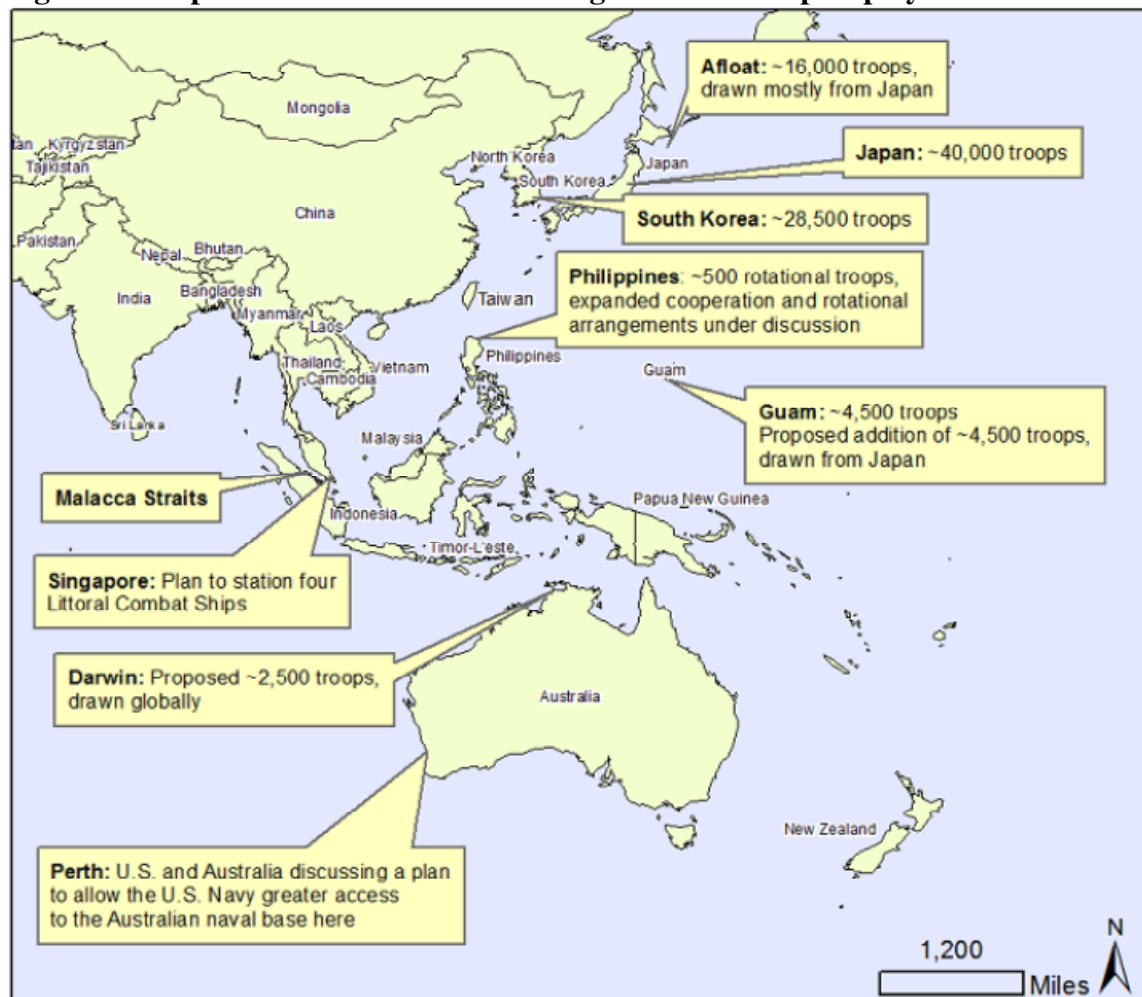 Mongolia
Afloat: ~16,000 troops,
drawn mostly from Japan
tan Kyrgyzstan
Tajikistan
North Korea
Japan
Japan: ~40,000 troops
South Korea
China
South Korea: ~28,500 troops
Pakistan
Nepal
Bhutan
India
Bangladesh
Myanmar
Laos
Taiwan
Philippines: ~500 rotational troops,
expanded cooperation and rotational
arrangements under discussion
Thailand
Vietnam
Cambodia
Philippines
Guam
Guam: ~4,500 troops
Proposed addition of ~4,500 troops,
drawn from Japan
Sri Lanka
Malaysia
Malacca Straits
Indonesia
Papua New Guinea
Timor-L'este
Singapore: Plan to station four
Littoral Combat Ships
Darwin: Proposed ~2,500 troops,
drawn globally
Australia
Perth: U.S. and Australia discussing a plan
to allow the U.S. Navy greater access
to the Australian naval base here
New Zealand
N
1,200
Miles